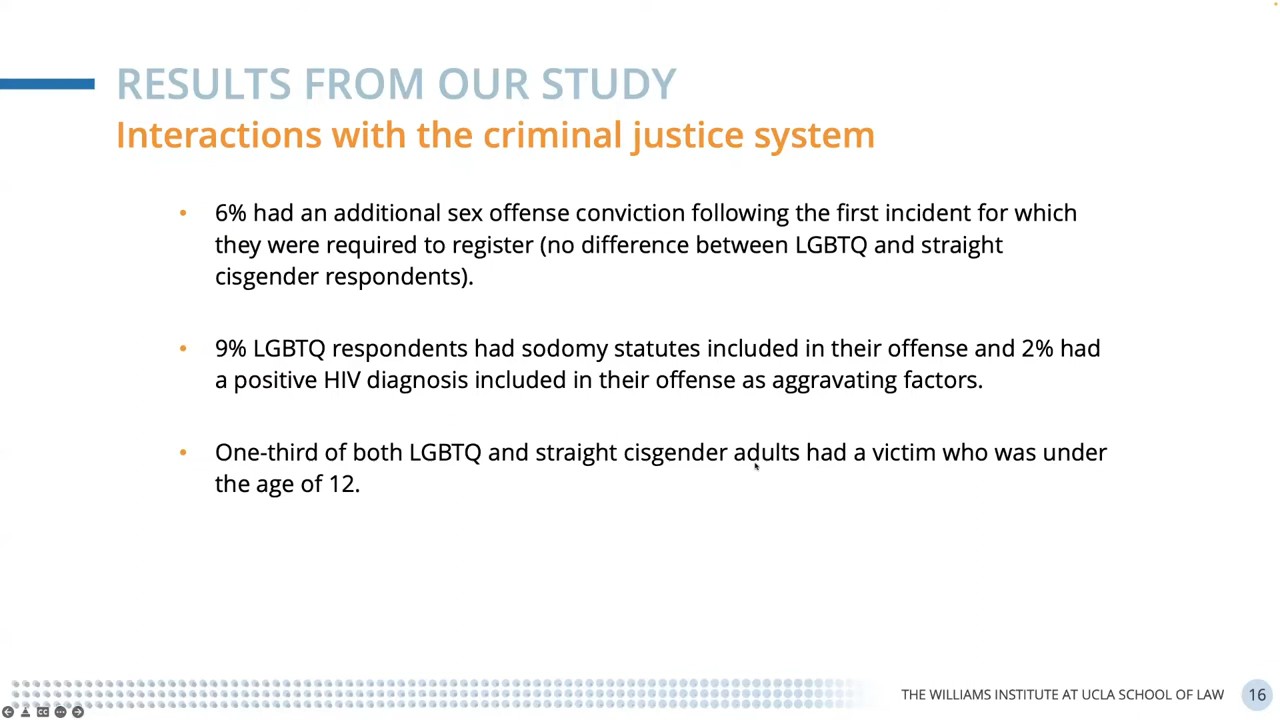 RESULTS FROM OUR STUDY
Interactions with the criminal justice system
• 6% had an additional sex offense conviction following the first incident for which
they were required to register (no difference between LGBTQ and straight
cisgender respondents).
• 9% LGBTQ respondents had sodomy statutes included in their offense and 2% had
a positive HIV diagnosis included in their offense as aggravating factors.
• One-third of both LGBTQ and straight cisgender adults had a victim who was under
the age of 12.
THE WILLIAMS INSTITUTE AT UCLA SCHOOL OF LAW 16
CC